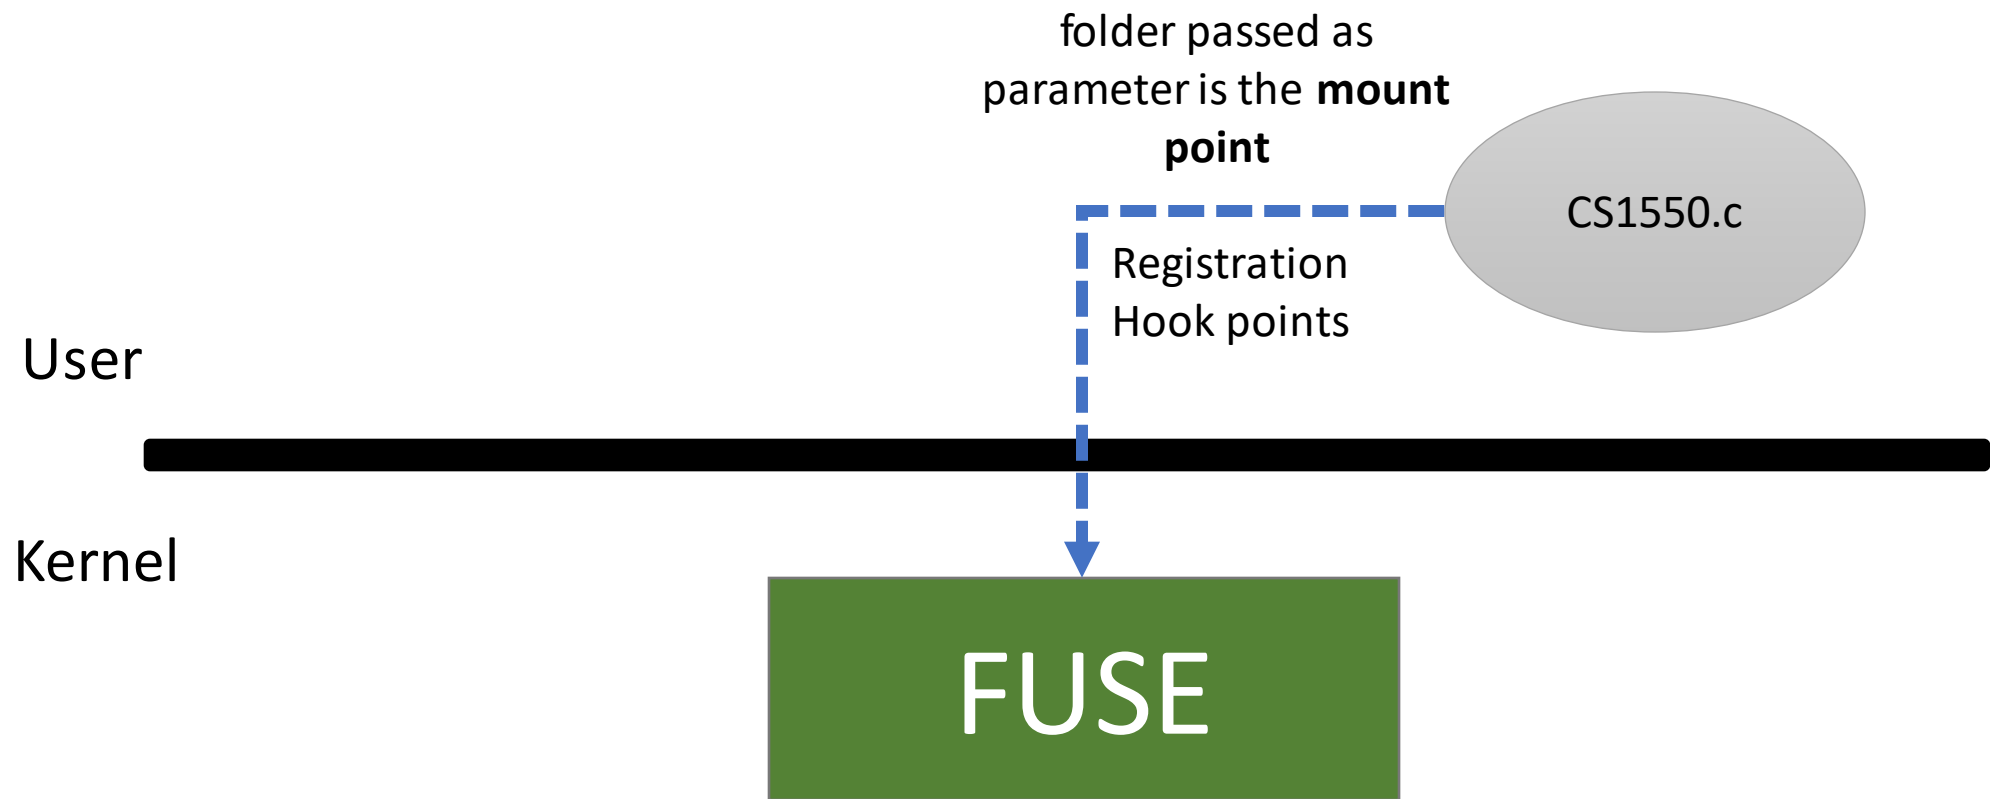 folder passed as
parameter is the mount
point
CS1550.c
Registration
Hook points
User
Kernel
FUSE